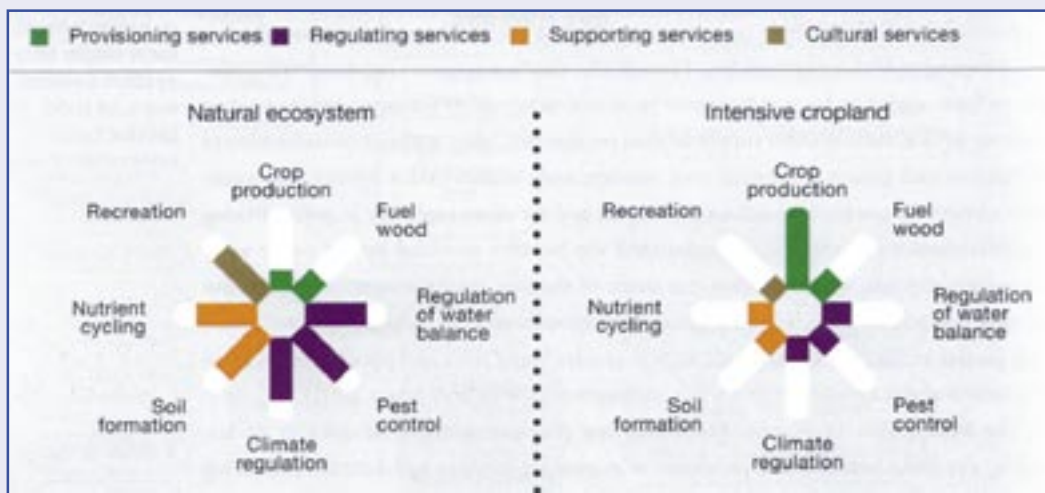 Provisioning services Regulating services Supporting services Cultural services
Natural ecosystem
Crop
production
Recreation
Fuel
wood
Nutrient
cycling
Regulation
of water
balance
Soil
formation
Pest
control
Climate
regulation
Intensive cropland
Crop
production
Recreation
Fuel
wood
Nutrient
cycling
Regulation
of water
balance
Soil
formation
Pest
control
Climate
regulation